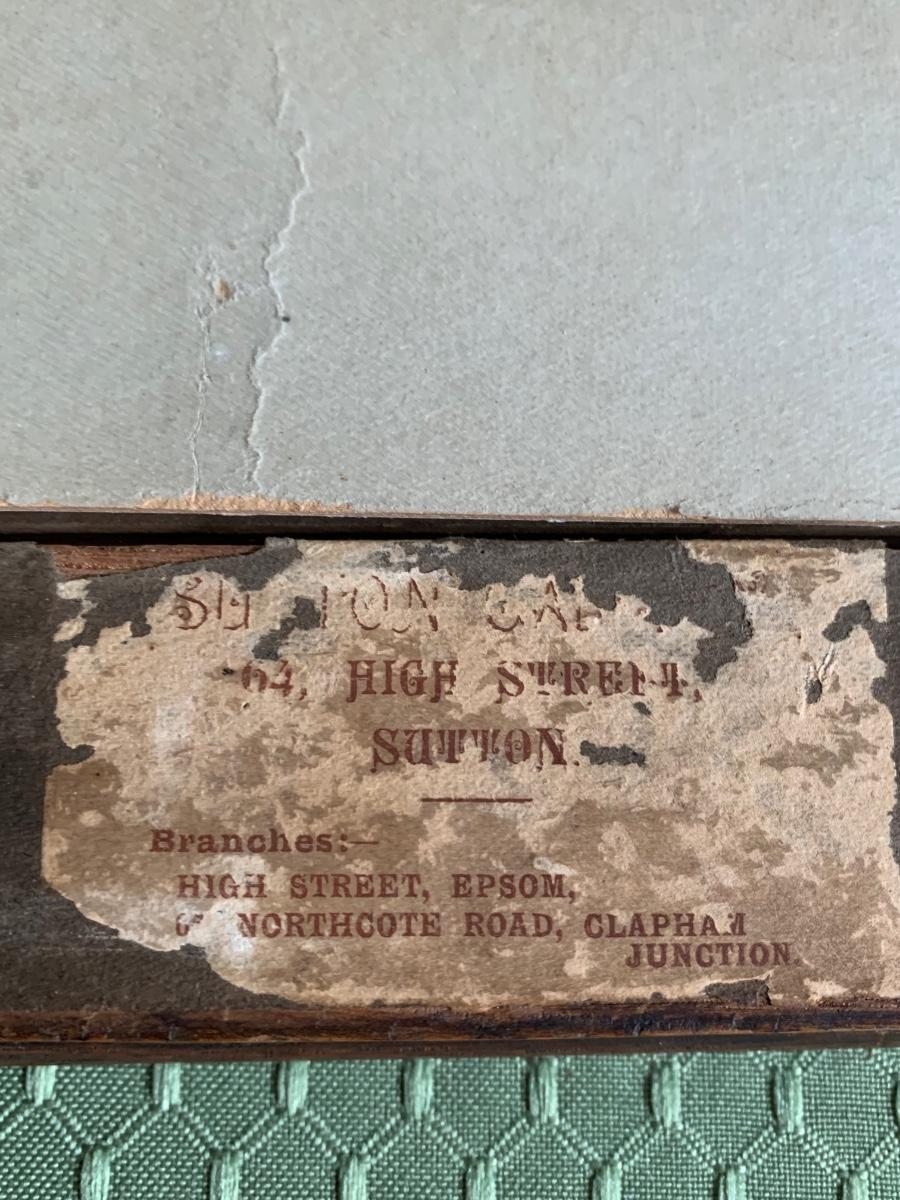 64, HIGH STREET,
SUTTON.
Branches:—
HIGH STREET, EPSOM,
NORTHCOTE ROAD, CLAPHAM
JUNCTION.